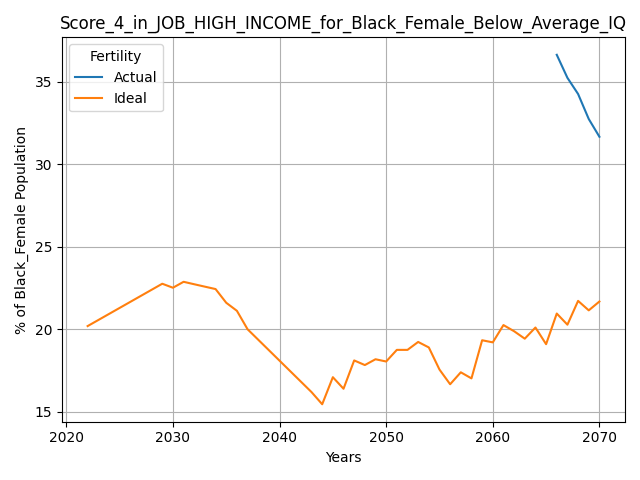 Score_4_in_JOB_HIGH_INCOME_for_Black_Female_Below_Average_IQ
Fertility
Actual
Ideal
% of Black_Female Population
35
30
25
20
15
2020
2030
2040
2050
2060
2070
Years